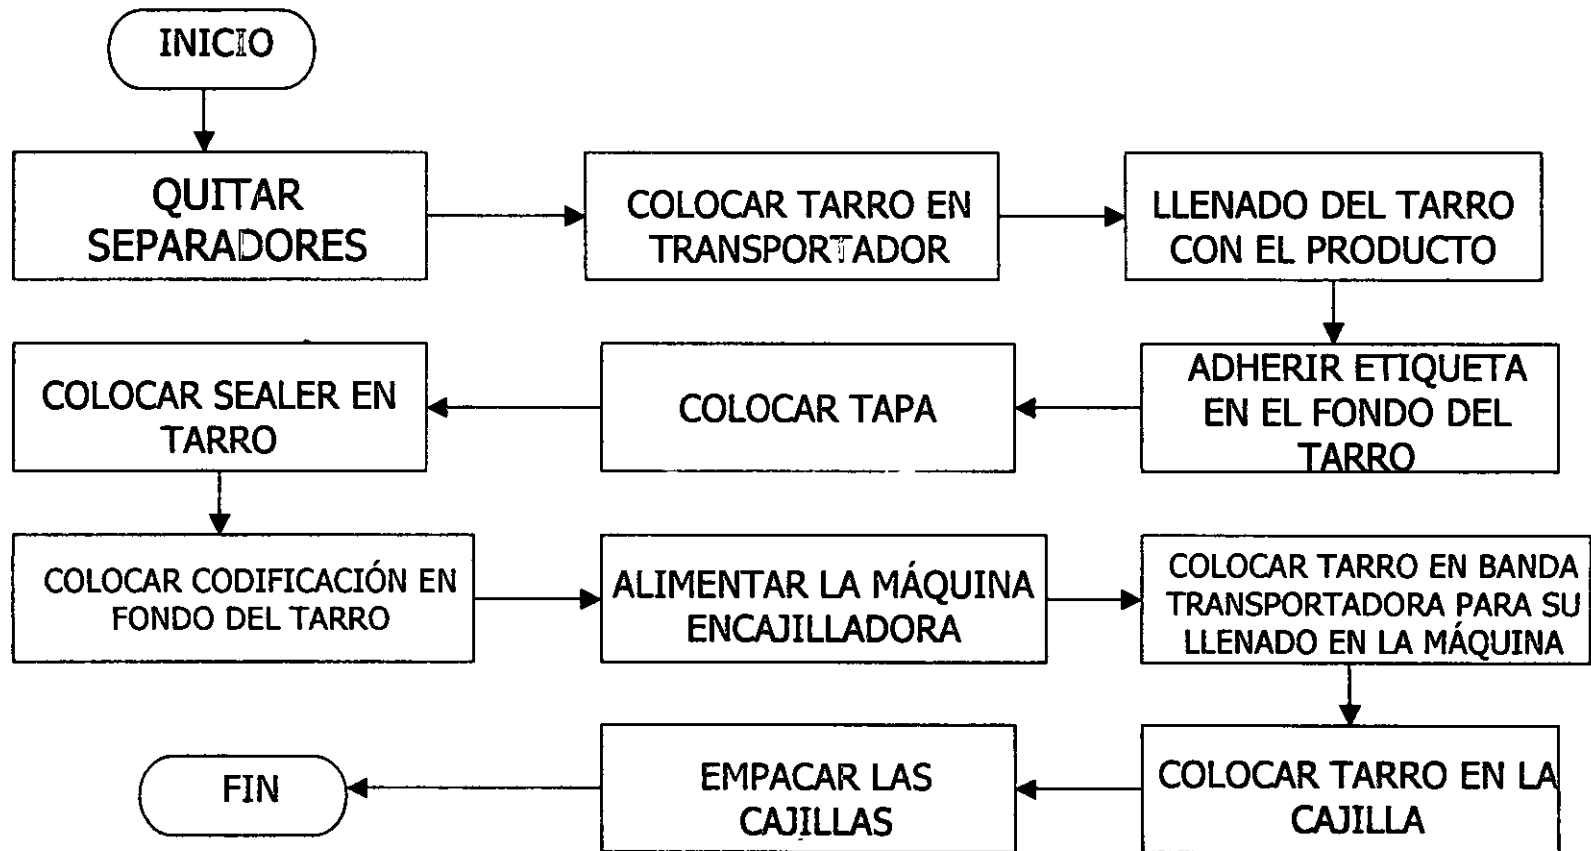 INICIO
QUITAR
SEPARADORES
COLOCAR TARRO EN
TRANSPORTADOR
LLENADO DEL TARRO
CON EL PRODUCTO
ADHERIR ETIQUETA
EN EL FONDO DEL
TARRO
COLOCAR TAPA
COLOCAR SEALER EN
TARRO
COLOCAR CODIFICACIÓN EN
FONDO DEL TARRO
ALIMENTAR LA MÁQUINA
ENCAJILLADORA
COLOCAR TARRO EN BANDA
TRANSPORTADORA PARA SU
LLENADO EN LA MÁQUINA
COLOCAR TARRO EN LA
CAJILLA
EMPACAR LAS
CAJILLAS
FIN